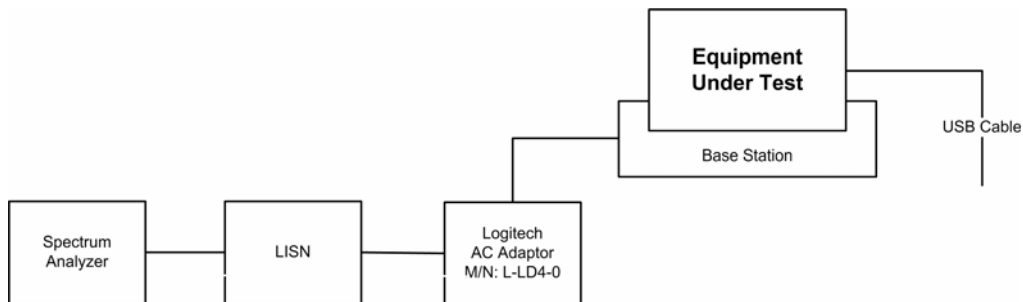 Equipment
Under Test
USB Cable
Base Station
Spectrum
Analyzer
LISN
Logitech
AC Adaptor
M/N: L-LD4-0